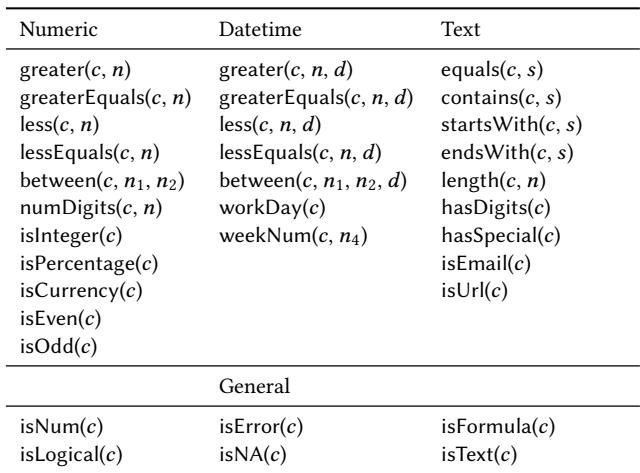 Numeric Datetime Text
greater(c, n) greater(c, n, d) equals(c, s)
greaterEquals(c, n) greaterEquals(c, n, d) contains(c, s)
less(c, n) less(c, n, d) startsWith(c, s)
lessEquals(c, n) lessEquals(c, n, d) endsWith(c, s)
between(c, n₁, n₂) between(c, n₁, n₂, d) length(c, n)
numDigits(c, n) workDay(c) hasDigits(c)
isInteger(c) weekNum(c, n₄) hasSpecial(c)
isPercentage(c) isEmail(c)
isCurrency(c) isUrl(c)
isEven(c)
isOdd(c)
General
isNum(c) isError(c) isFormula(c)
isLogical(c) isNA(c) isText(c)